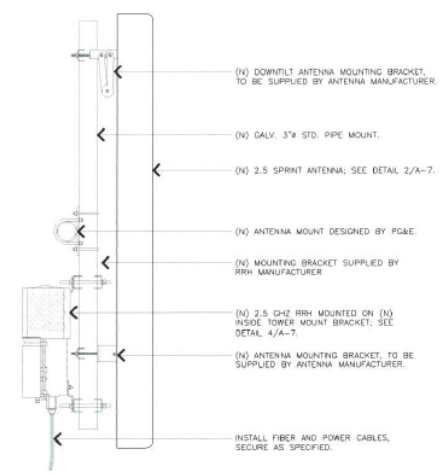 (N) DOWNTILT ANTENNA MOUNTING BRACKET,
TO BE SUPPLIED BY ANTENNA MANUFACTURER.
(N) GALV. 3"ø STD. PIPE MOUNT.
(N) 2.5 SPRINT ANTENNA; SEE DETAIL 2/A-7.
(N) ANTENNA MOUNT DESIGNED BY PG&E.
(N) MOUNTING BRACKET SUPPLIED BY
RRH MANUFACTURER
(N) 2.5 GHZ RRH MOUNTED ON (N)
INSIDE TOWER MOUNT BRACKET; SEE
DETAIL 4/A-7.
(N) ANTENNA MOUNTING BRACKET, TO BE
SUPPLIED BY ANTENNA MANUFACTURER.
INSTALL FIBER AND POWER CABLES,
SECURE AS SPECIFIED.